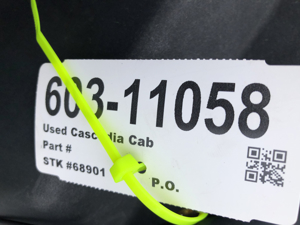 603-11058
Used Cascadia Cab
Part #
STK #68901
P.O.